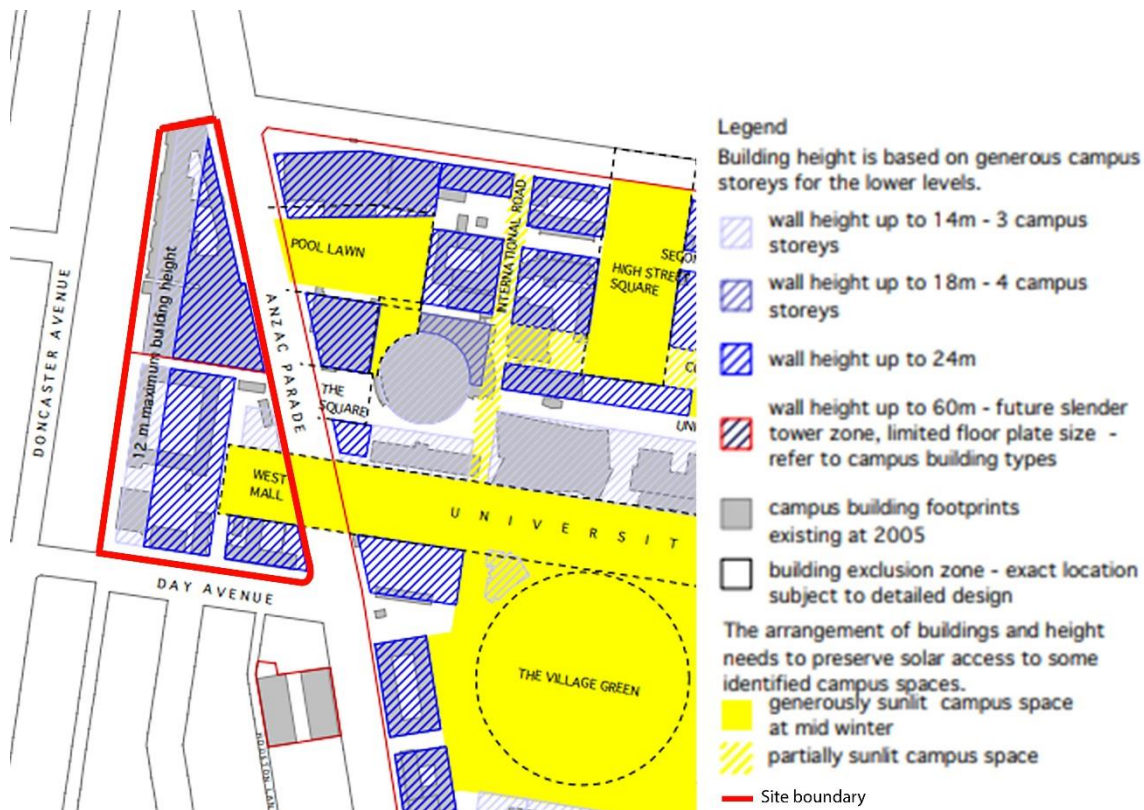 DONCASTER AVENUE
12 m maximum building height
ANZAC PARADE
POOL LAWN
INTERNATIONAL ROAD
HIGH STREET
SQUARE
THE
SQUARE
WEST
MALL
UNIVERSIT
DAY AVENUE
THE VILLAGE GREEN
Legend
Building height is based on generous campus
storeys for the lower levels.
wall height up to 14m - 3 campus
storeys
wall height up to 18m - 4 campus
storeys
wall height up to 24m
wall height up to 60m - future slender
tower zone, limited floor plate size -
refer to campus building types
campus building footprints
existing at 2005
building exclusion zone - exact location
subject to detailed design
The arrangement of buildings and height
needs to preserve solar access to some
identified campus spaces.
generously sunlit campus space
at mid winter
partially sunlit campus space
Site boundary